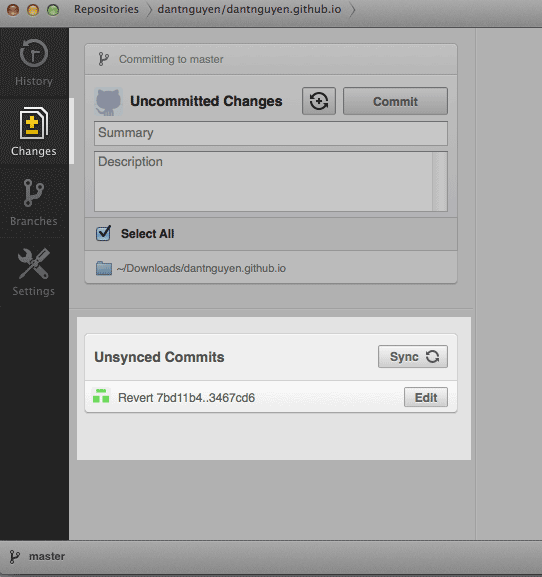 Repositories dantnguyen/dantnguyen.github.io
History
Changes
Branches
Settings
Committing to master
Uncommitted Changes
Commit
Summary
Description
Select All
~/Downloads/dantnguyen.github.io
Unsynced Commits
Sync
Revert 7bd11b4..3467cd6
Edit
master